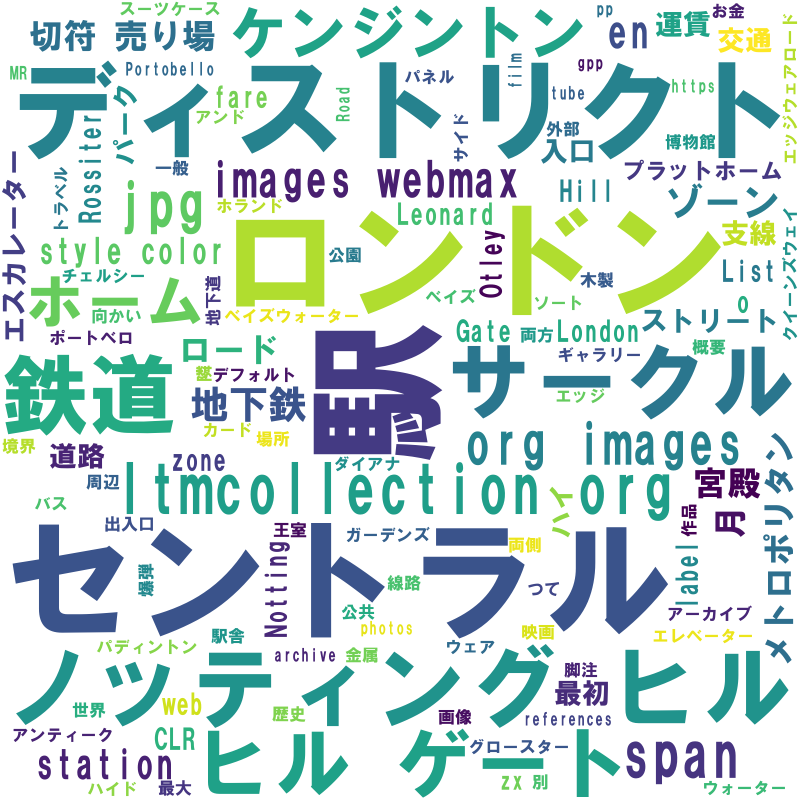 スーツケース
pp
お金
切符 売り場
ケンジントン
en
運賃
交通
MR
Portobello
パネル
film
gpp
https
エッジウェアロード
ディストリクト
fare
アンド
Road
tube
サイド
外部
入口
博物館
パーク
Rossiter
トラベル
一般
images webmax
Hill
プラットホーム
ゾーン
エスカレーター
jpg
ホランド
Leonard
Otley
支線
style color
ロンドン
公園
木製
List
クイーンズウェイ
チェルシー
地下道
ホーム
向かい
ベイズウォーター
ベイズ
ソート
o
ストリート
ポートベロ
ロード
駅
Gate
両方
London
概要
ギャラリー
鉄道
デフォルト
サークル
地下鉄
エッジ
カード
場所
境界
道路
zone
ダイアナ
org images
周辺
ltmcollection org
宮殿
メトロポリタン
バス
ハイ
作品
月
出入口
王室
ガーデンズ
両側
label
セントラル
爆弾
Notting
線路
つて
アーカイブ
公共
駅舎
photos
映画
エレベーター
パディントン
archive
金属
ウェア
ノッティング ヒル
脚注
最初
世界
web
歴史
画像
references
アンティーク
CLR
ヒル ゲート
グロースター
span
station
ハイド
最大
zx
別
ウォーター